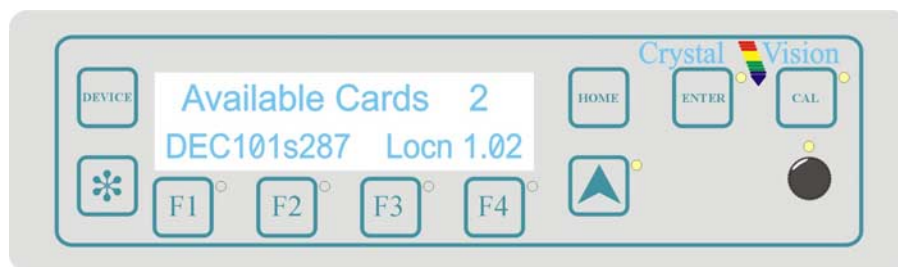 Crystal Vision
DEVICE
Available Cards 2
HOME
ENTER
CAL
DEC101s287 Locn 1.02
F1
F2
F3
F4